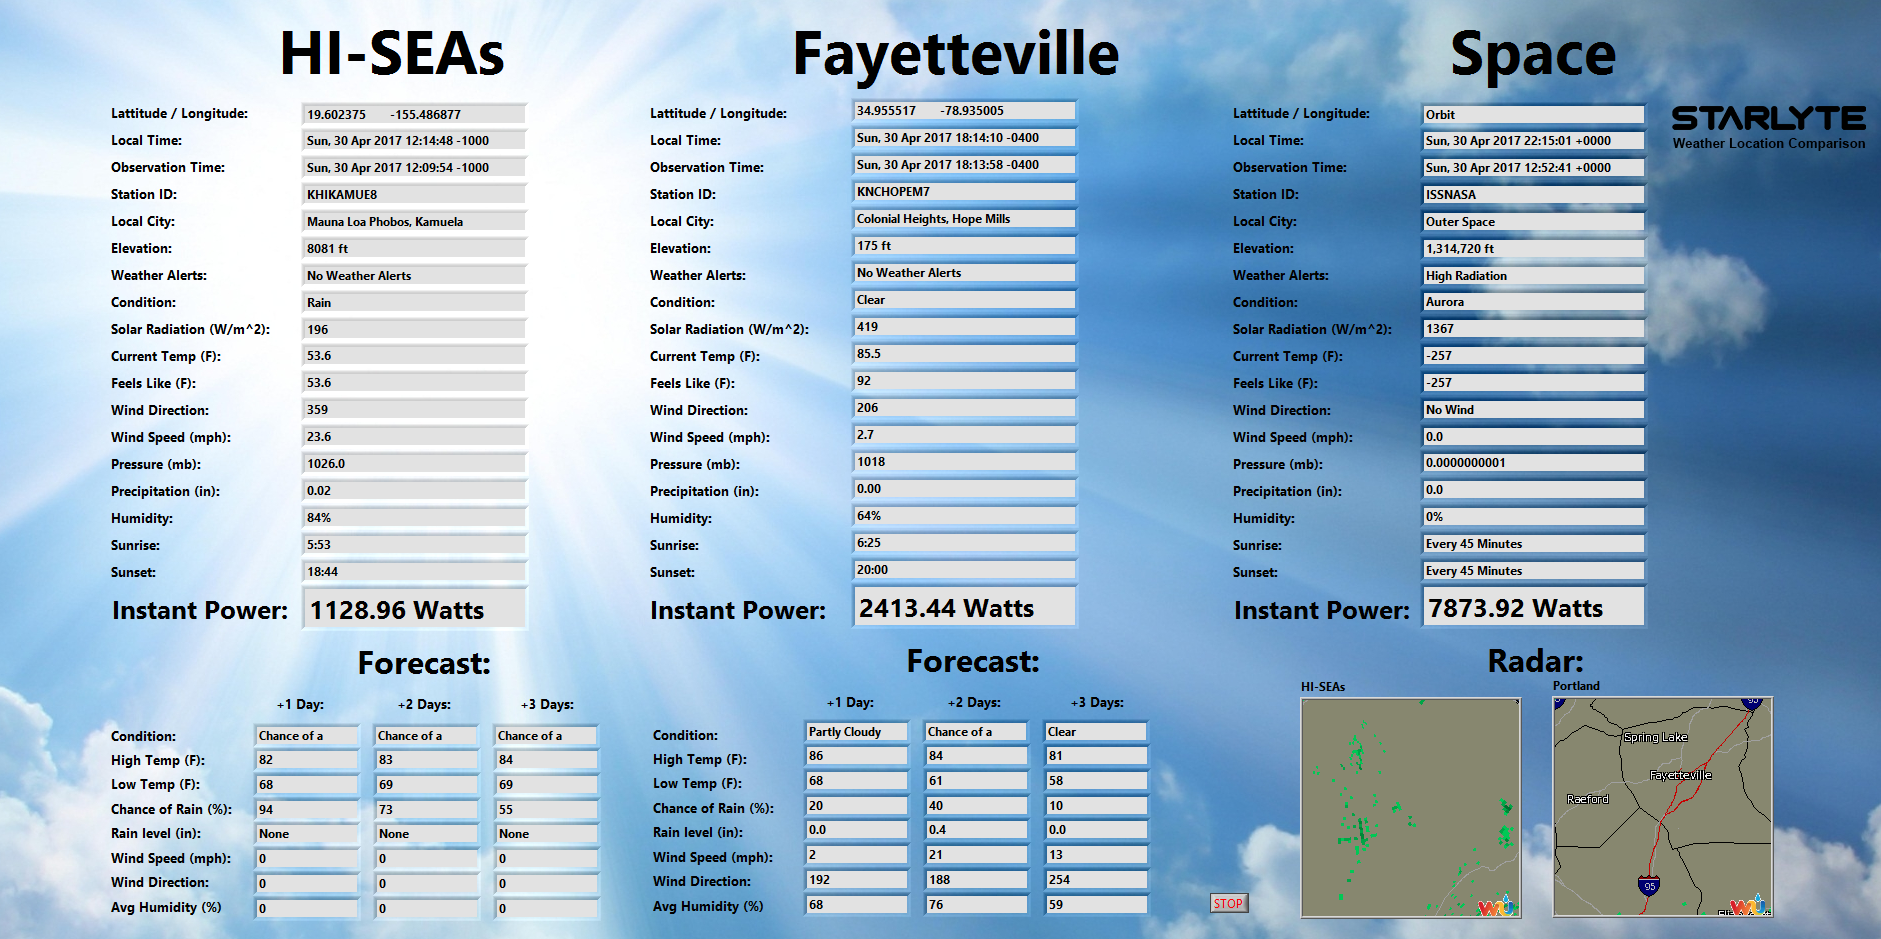 HI-SEAs
Lattitude / Longitude: 19.602375 -155.486877
Local Time: Sun, 30 Apr 2017 12:14:48 -1000
Observation Time: Sun, 30 Apr 2017 12:09:54 -1000
Station ID: KHIKAMUE8
Local City: Mauna Loa Phobos, Kamuela
Elevation: 8081 ft
Weather Alerts: No Weather Alerts
Condition: Rain
Solar Radiation (W/m^2): 196
Current Temp (F): 53.6
Feels Like (F): 53.6
Wind Direction: 359
Wind Speed (mph): 23.6
Pressure (mb): 1026.0
Precipitation (in): 0.02
Humidity: 84%
Sunrise: 5:53
Sunset: 18:44
Instant Power: 1128.96 Watts
Forecast:
+1 Day: +2 Days: +3 Days:
Condition: Chance of a Chance of a Chance of a
High Temp (F): 82 83 84
Low Temp (F): 68 69 69
Chance of Rain (%): 94 73 55
Rain level (in): None None None
Wind Speed (mph): 0 0 0
Wind Direction: 0 0 0
Avg Humidity (%) 0 0 0
Fayetteville
Lattitude / Longitude: 34.955517 -78.935005
Local Time: Sun, 30 Apr 2017 18:14:10 -0400
Observation Time: Sun, 30 Apr 2017 18:13:58 -0400
Station ID: KNCHOPEM7
Local City: Colonial Heights, Hope Mills
Elevation: 175 ft
Weather Alerts: No Weather Alerts
Condition: Clear
Solar Radiation (W/m^2): 419
Current Temp (F): 85.5
Feels Like (F): 92
Wind Direction: 206
Wind Speed (mph): 2.7
Pressure (mb): 1018
Precipitation (in): 0.00
Humidity: 64%
Sunrise: 6:25
Sunset: 20:00
Instant Power: 2413.44 Watts
Forecast:
+1 Day: +2 Days: +3 Days:
Condition: Partly Cloudy Chance of a Clear
High Temp (F): 86 84 81
Low Temp (F): 68 61 58
Chance of Rain (%): 20 40 10
Rain level (in): 0.0 0.4 0.0
Wind Speed (mph): 2 21 13
Wind Direction: 192 188 254
Avg Humidity (%) 68 76 59
Space
Lattitude / Longitude: Orbit
Local Time: Sun, 30 Apr 2017 22:15:01 +0000
Observation Time: Sun, 30 Apr 2017 12:52:41 +0000
Station ID: ISSNASA
Local City: Outer Space
Elevation: 1,314,720 ft
Weather Alerts: High Radiation
Condition: Aurora
Solar Radiation (W/m^2): 1367
Current Temp (F): -257
Feels Like (F): -257
Wind Direction: No Wind
Wind Speed (mph): 0.0
Pressure (mb): 0.0000000001
Precipitation (in): 0.0
Humidity: 0%
Sunrise: Every 45 Minutes
Sunset: Every 45 Minutes
Instant Power: 7873.92 Watts
STARLYTE
Weather Location Comparison
Radar:
HI-SEAs
Portland
95
Spring Lake
Fayetteville
Raeford
95
STOP